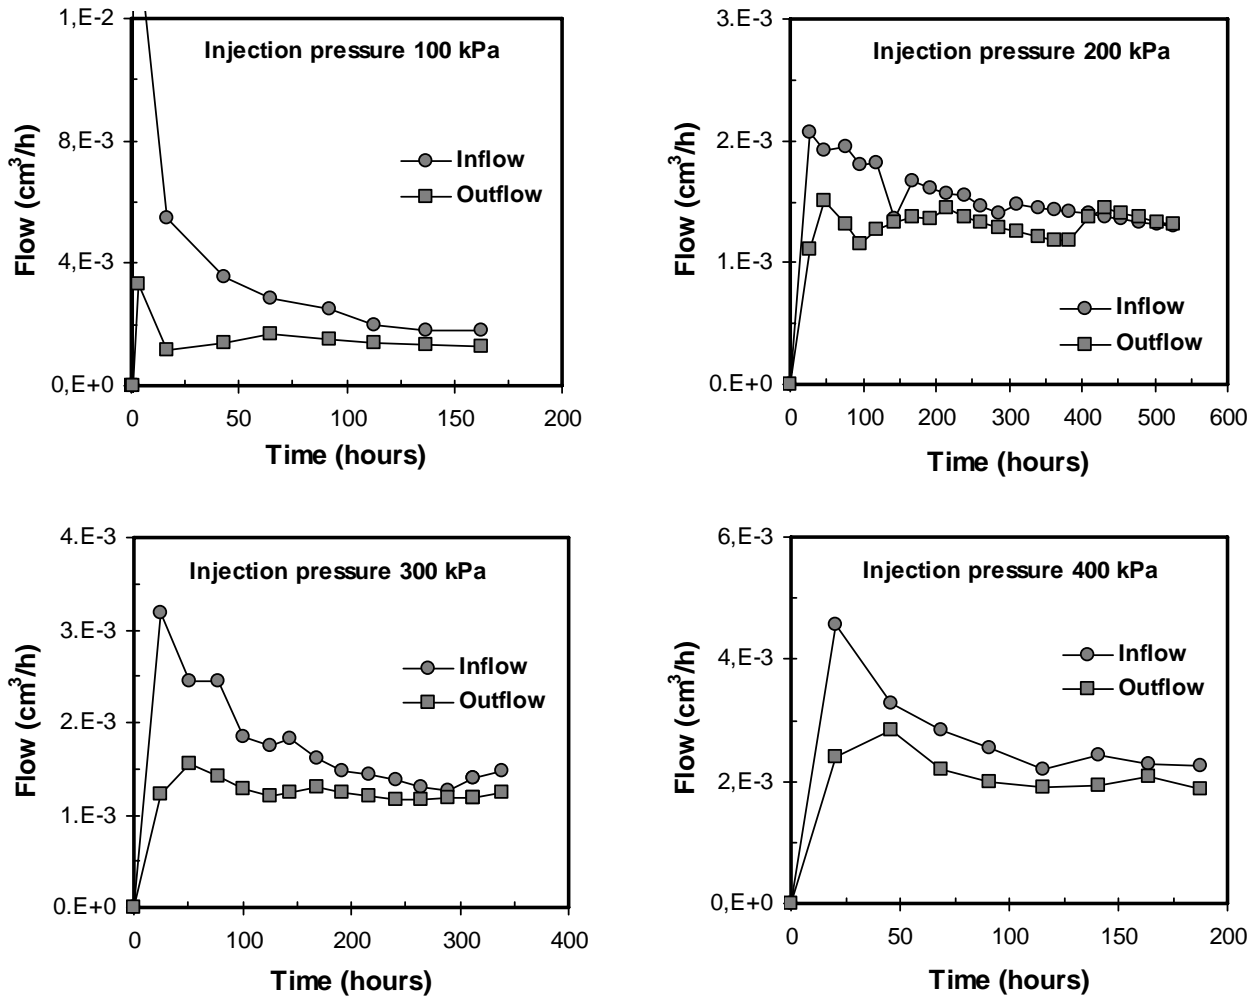 Injection pressure 100 kPa
1,E-2
8,E-3
4,E-3
0,E+0
Flow (cm³/h)
Inflow
Outflow
0 50 100 150 200
Time (hours)
Injection pressure 200 kPa
3.E-3
2.E-3
1.E-3
0.E+0
Flow (cm³/h)
Inflow
Outflow
0 100 200 300 400 500 600
Time (hours)
Injection pressure 300 kPa
4.E-3
3.E-3
2.E-3
1.E-3
0.E+0
Flow (cm³/h)
Inflow
Outflow
0 100 200 300 400
Time (hours)
Injection pressure 400 kPa
6,E-3
4,E-3
2,E-3
0,E+0
Flow (cm³/h)
Inflow
Outflow
0 50 100 150 200
Time (hours)